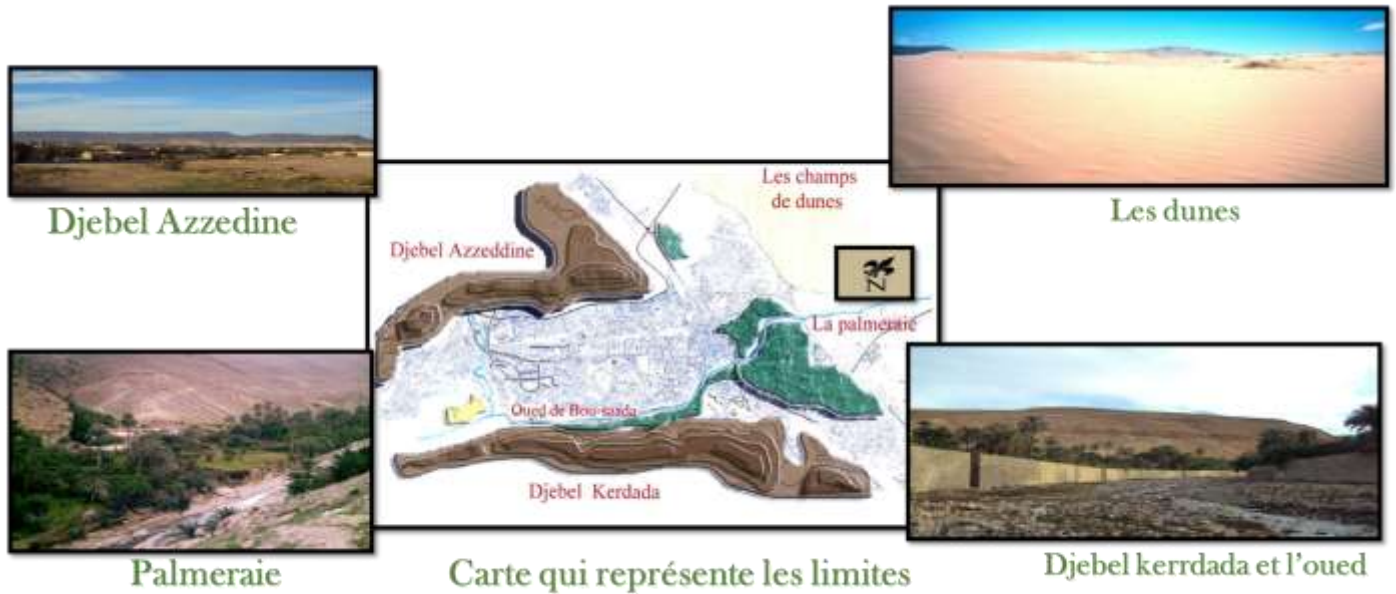 Djebel Azzedine
Les dunes
Les champs
de dunes
Djebel Azzeddine
N
La palmeraie
Oued de Bou-saada
Djebel Kerdada
Palmeraie
Carte qui représente les limites
Djebel kerrdada et l'oued